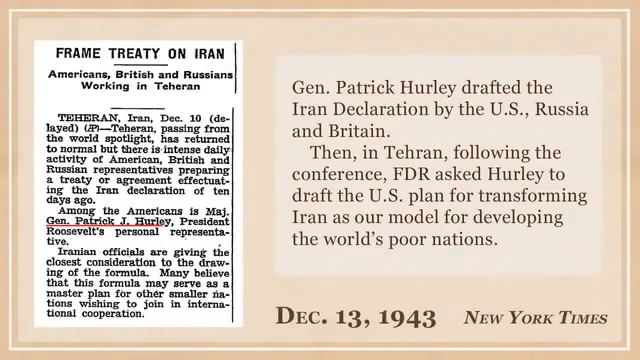 FRAME TREATY ON IRAN
Americans, British and Russians
Working in Teheran
TEHERAN, Iran, Dec. 10 (de-
layed) (AP)—Teheran, passing from
the world spotlight, has returned
to normal but there is intense daily
activity of American, British and
Russian representatives preparing
a treaty or agreement effectuat-
ing the Iran declaration of ten
days ago.
Among the Americans is Maj.
Gen. Patrick J. Hurley, President
Roosevelt's personal representa-
tive.
Iranian officials are giving the
closest consideration to the draw-
ing of the formula. Many believe
that this formula may serve as a
master plan for other smaller na-
tions wishing to join in interna-
tional cooperation.
Gen. Patrick Hurley drafted the
Iran Declaration by the U.S., Russia
and Britain.
Then, in Tehran, following the
conference, FDR asked Hurley to
draft the U.S. plan for transforming
Iran as our model for developing
the world's poor nations.
DEC. 13, 1943 NEW YORK TIMES